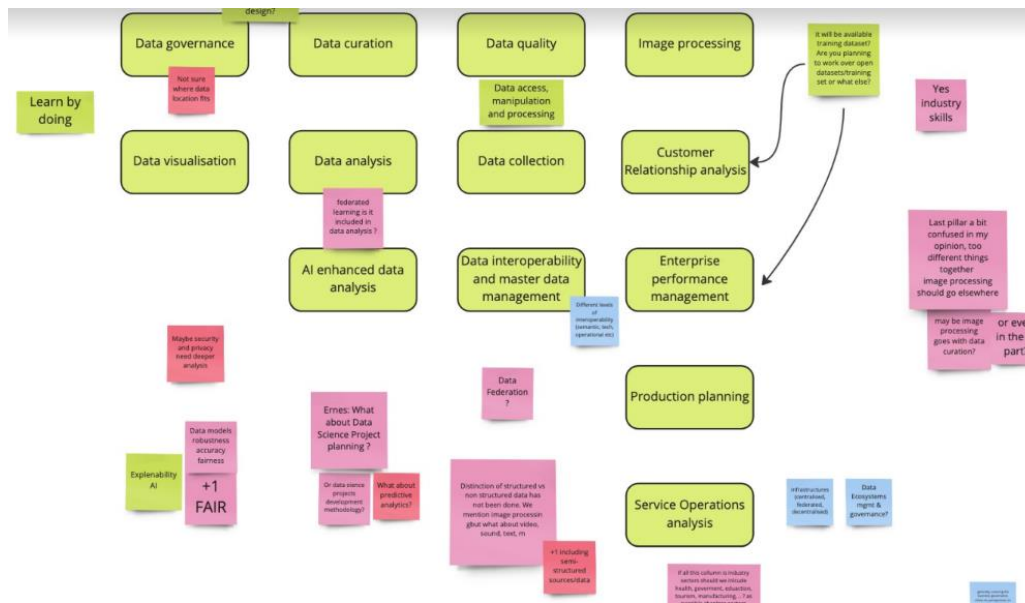 design?
Data governance
Data curation
Data quality
Image processing
It will be available
training dataset?
Are you planning
to work over open
datasets/training
set or what else?
Not sure
where data
location fits
Data access,
manipulation
and processing
Learn by
doing
Yes
industry
skills
Data visualisation
Data analysis
Data collection
Customer
Relationship analysis
federated
learning is it
included in
data analysis ?
Last pillar a bit
confused in my
opinion, too
different things
together
image processing
should go elsewhere
AI enhanced data
analysis
Data interoperability
and master data
management
Enterprise
performance
management
Different levels
of
interoperability
(semantic, tech,
operational etc)
may be image
processing
goes with data
curation?
or eve
in the
part?
Maybe security
and privacy
need deeper
analysis
Data
Federation
?
Production planning
Ernes: What
about Data
Science Project
planning ?
Data models
robustness
accuracy
fairness
Explenability
AI
+1
FAIR
Or data sience
projects
development
methodology?
What about
predictive
analytics?
Distinction of structured vs
non structured data has
not been done. We
mention image processin
gbut what about video,
sound, text, m
+1 including
semi-
structured
sources/data
Service Operations
analysis
Infrastructures
(centralised,
federated,
decentralised)
Data
Ecosystems
mgmt &
governance?
If all this column is industry
sectors should we inlcude
health, goverment, eduaction,
tourism, manufacturing, .. ? as